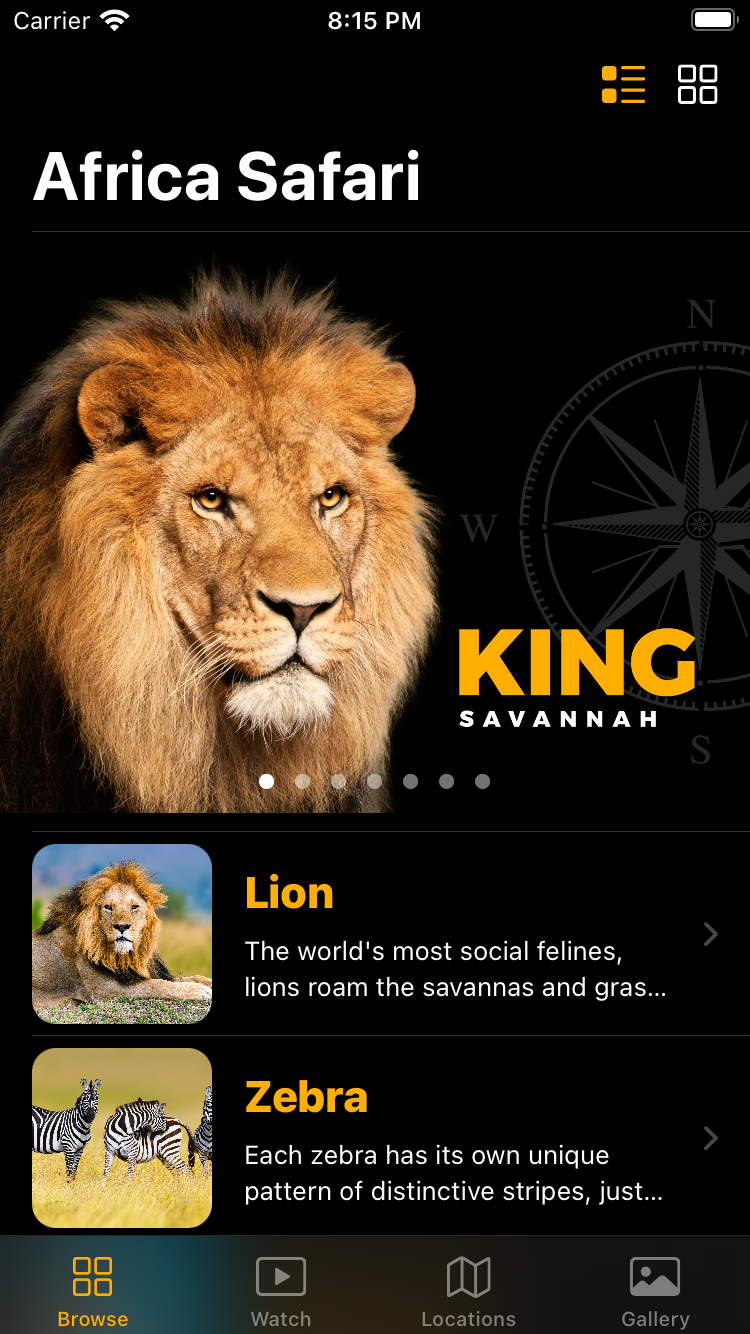 Carrier 8:15 PM
Africa Safari
N
W
KING
SAVANNAH
S
Lion
The world's most social felines,
lions roam the savannas and gras...
Zebra
Each zebra has its own unique
pattern of distinctive stripes, just...
Browse Watch Locations Gallery